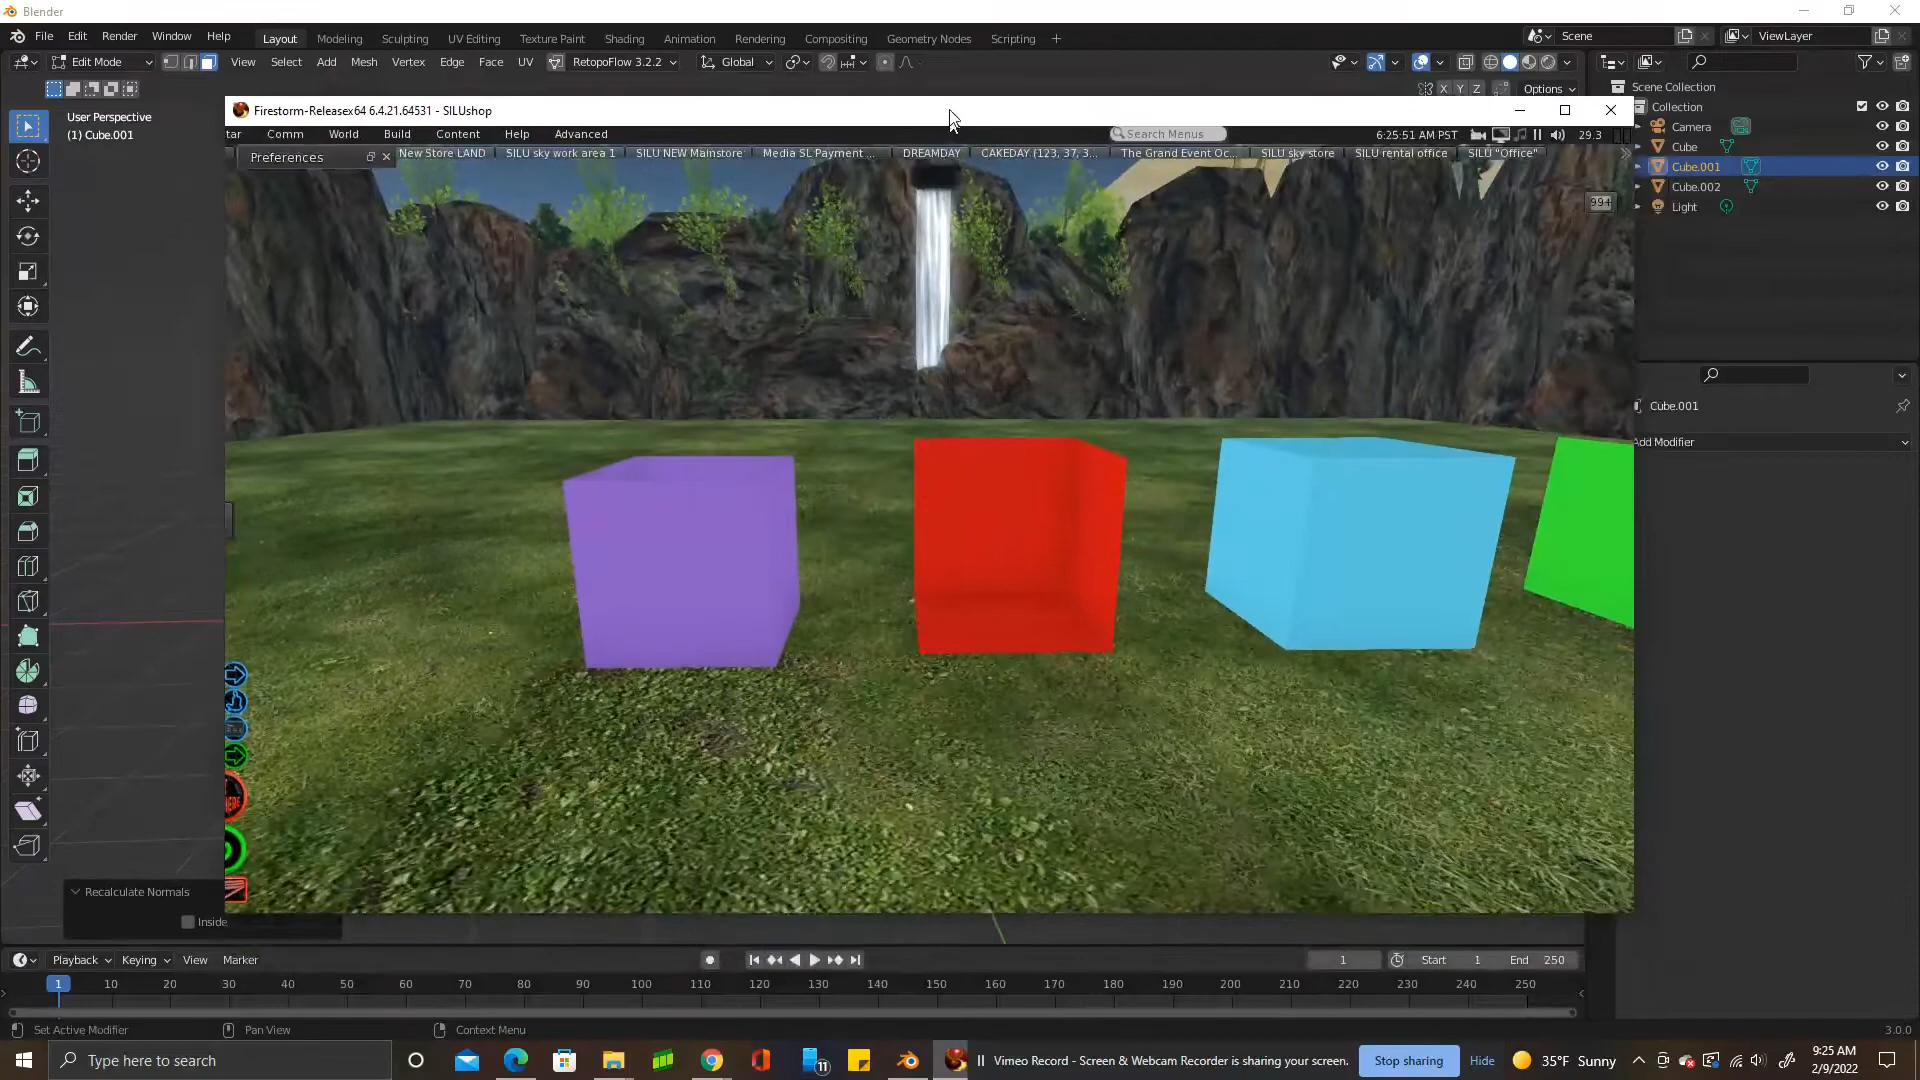 Blender
File Edit Render Window Help Layout Modeling Sculpting UV Editing Texture Paint Shading Animation Rendering Compositing Geometry Nodes Scripting + Scene ViewLayer
Edit Mode View Select Add Mesh Vertex Edge Face UV RetopoFlow 3.2.2 Global
X Y Z Options
User Perspective
(1) Cube.001
Firestorm-Releasex64 6.4.21.64531 - SILUshop
tar Comm World Build Content Help Advanced Search Menus 6:25:51 AM PST 29.3
Preferences New Store LAND SILU sky work area 1 SILU NEW Mainstore Media SL Payment ... DREAMDAY CAKEDAY (123, 37, 3... The Grand Event Oc... SILU sky store SILU rental office SILU "Office"
99+
Scene Collection
Collection
Camera
Cube
Cube.001
Cube.002
Light
Cube.001
Add Modifier
Recalculate Normals
Inside
Playback Keying View Marker 1 Start 1 End 250
1 10 20 30 40 50 60 70 80 90 100 110 120 130 140 150 160 170 180 190 200 210 220 230 240 250
Set Active Modifier Pan View Context Menu 3.0.0
Type here to search 11 Vimeo Record - Screen & Webcam Recorder is sharing your screen. Stop sharing Hide 35°F Sunny 9:25 AM
2/9/2022